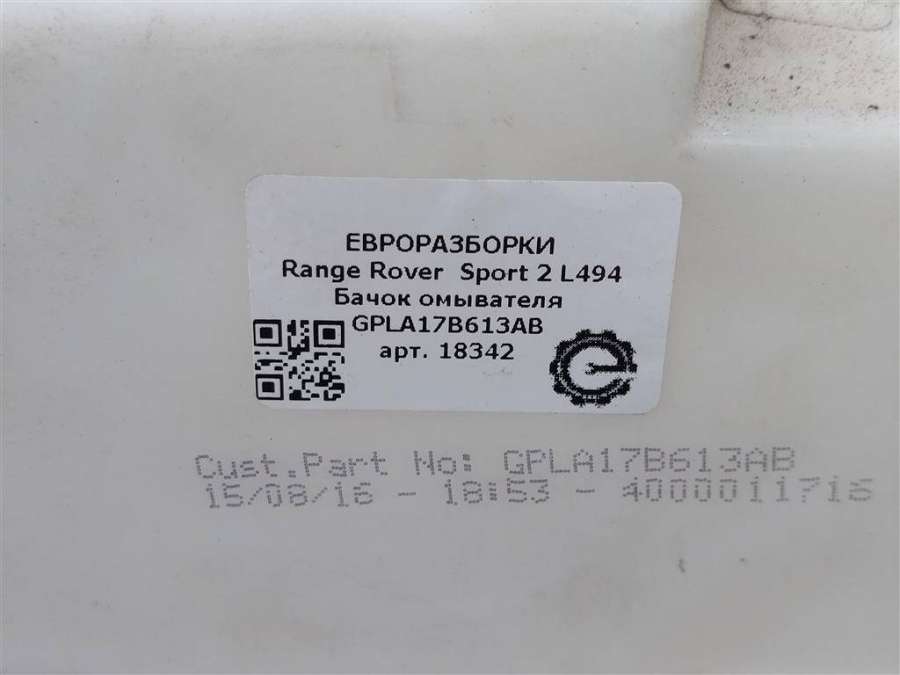 ЕВРОРАЗБОРКИ
Range Rover Sport 2 L494
Бачок омывателя
GPLA17B613AB
арт. 18342
Cust.Part No: GPLA17B613AB
15/08/16 - 18:53 - 4000011716